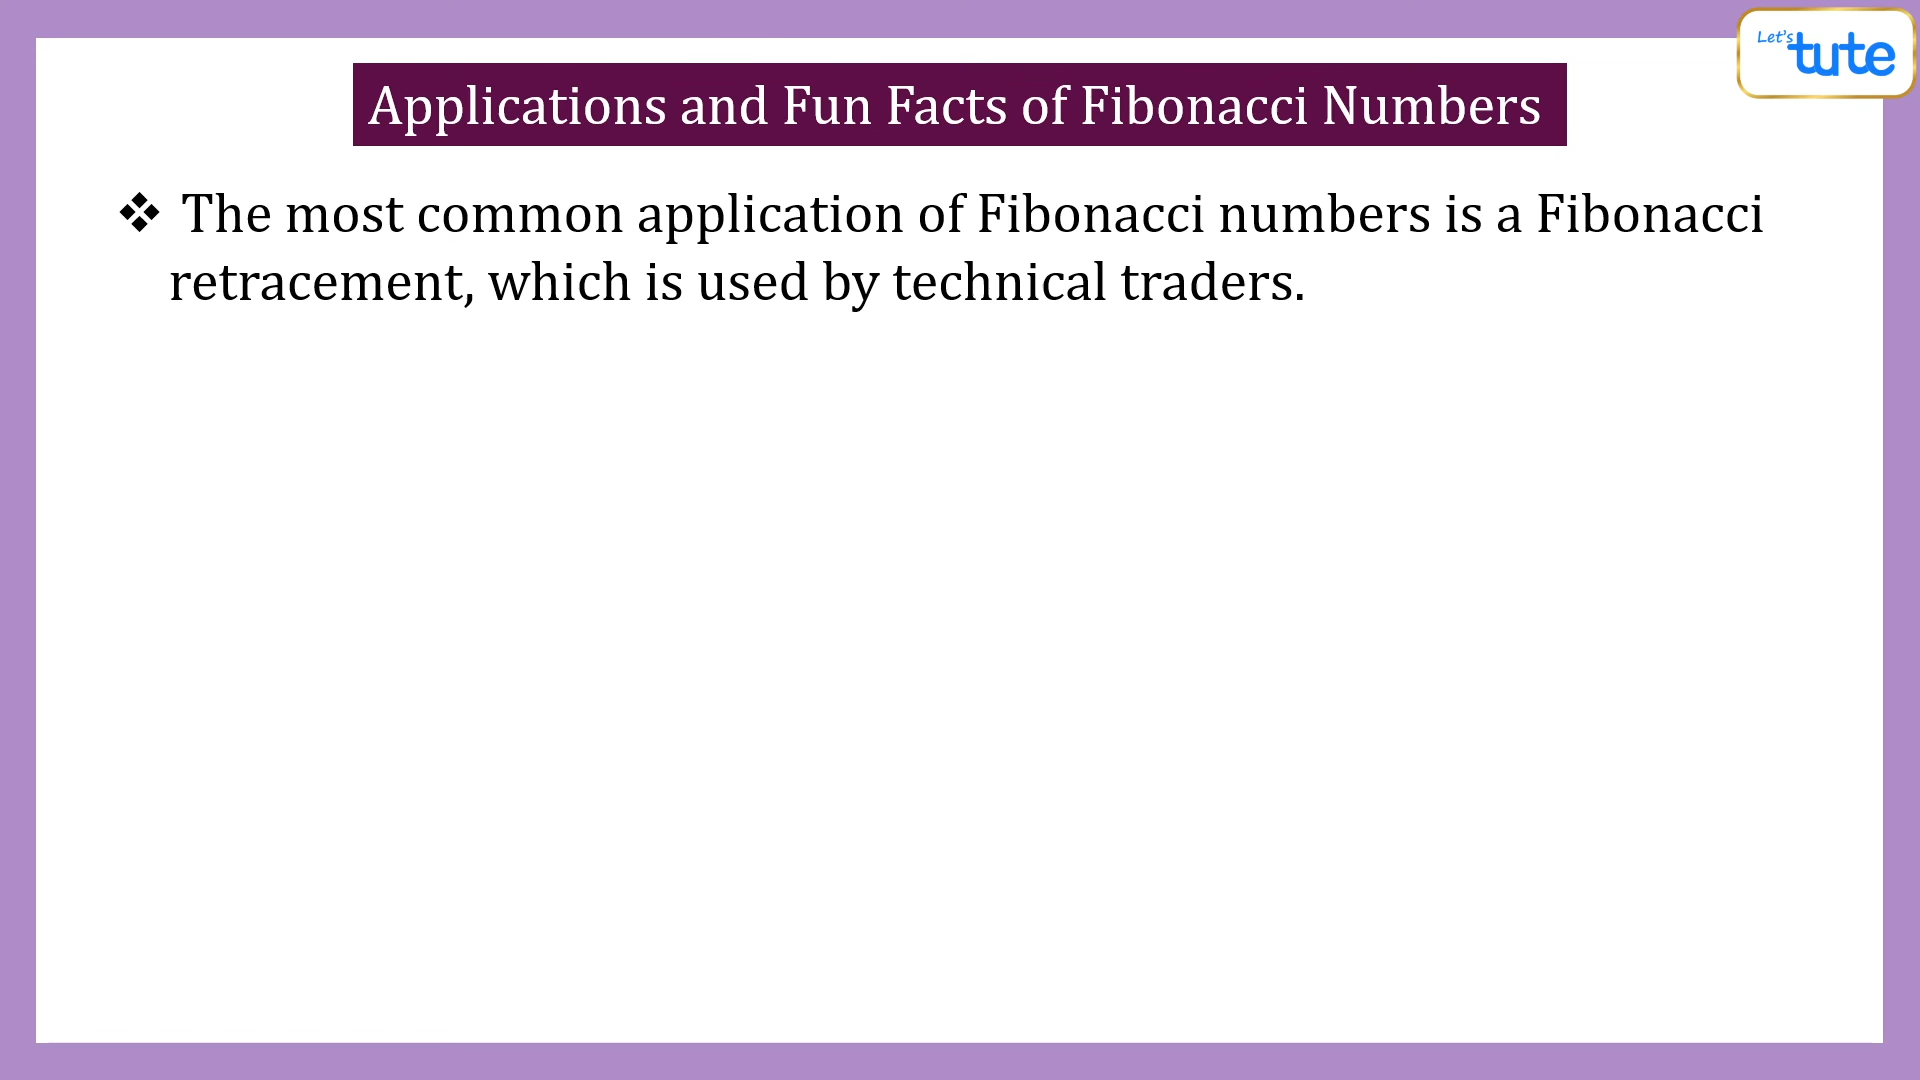 Let's tute
Applications and Fun Facts of Fibonacci Numbers
❖ The most common application of Fibonacci numbers is a Fibonacci
retracement, which is used by technical traders.